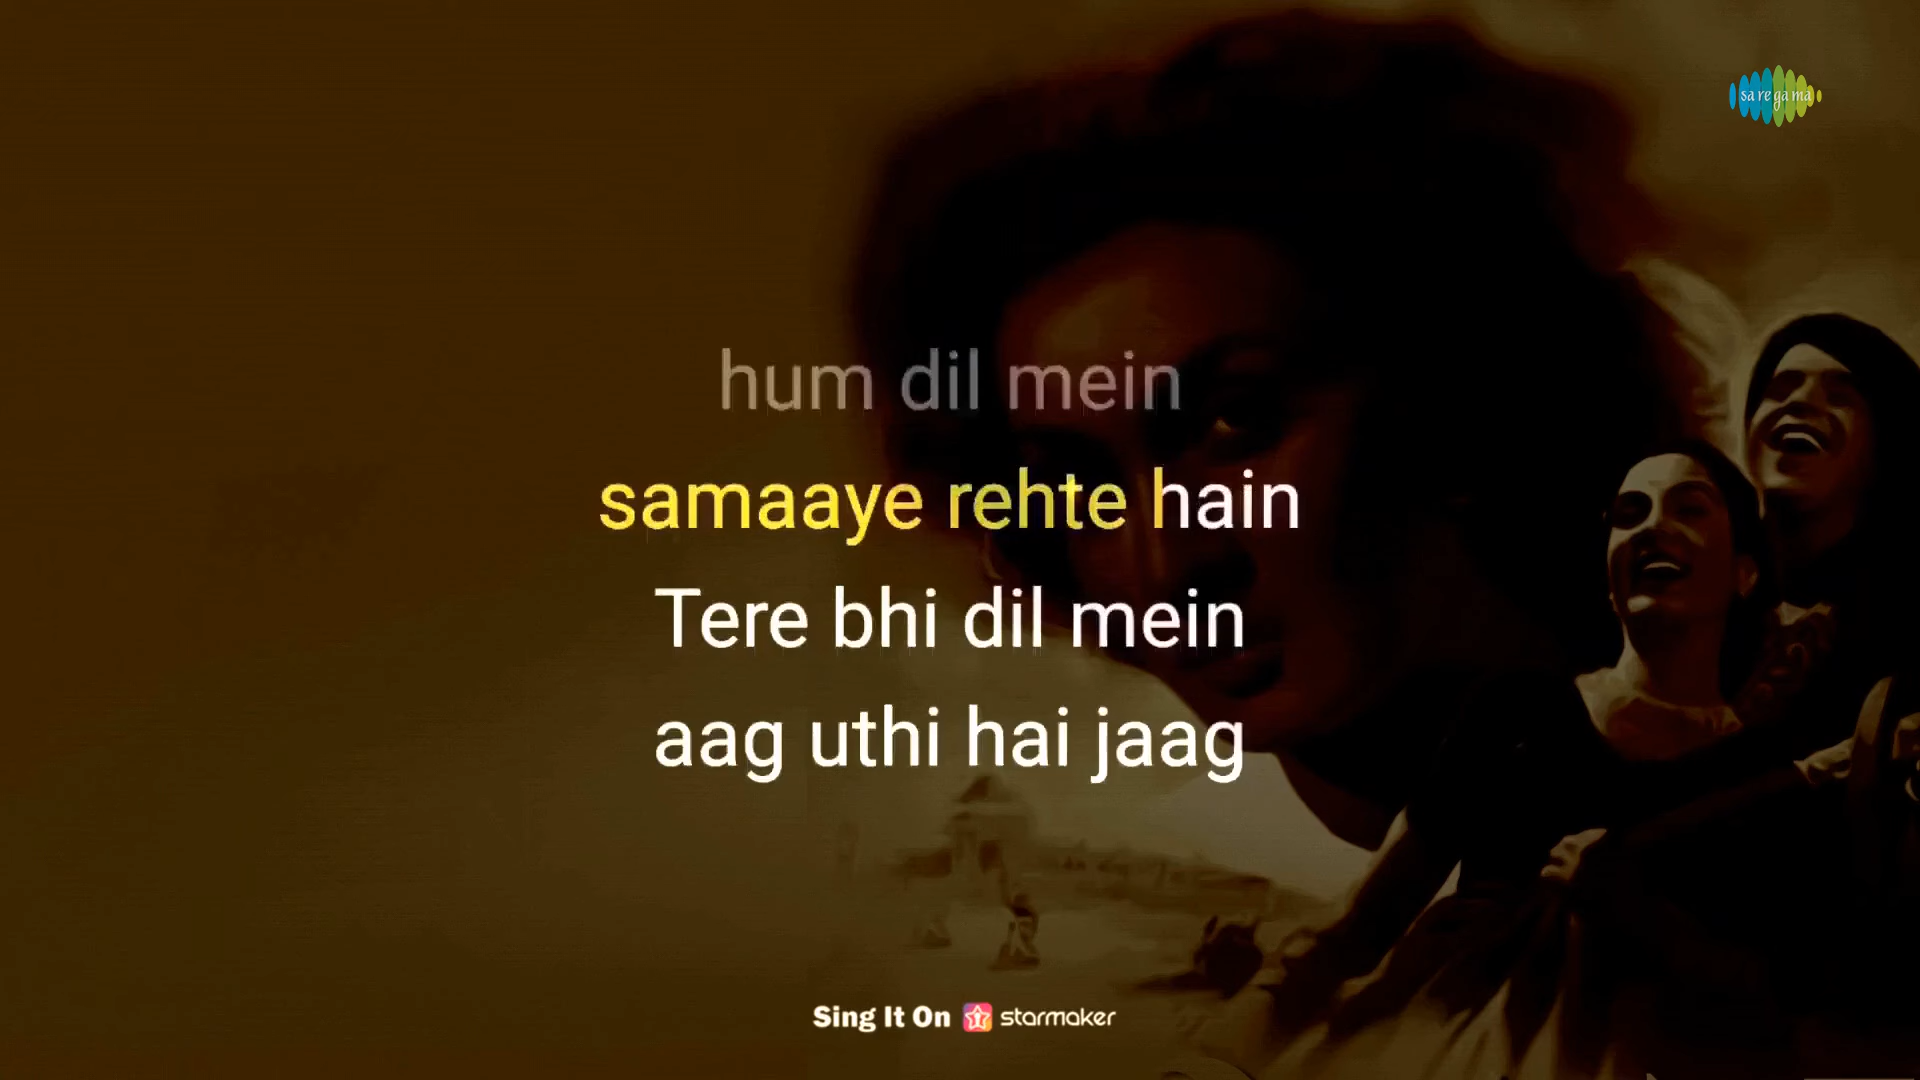 sa re ga ma
hum dil mein
samaaye rehte hain
Tere bhi dil mein
aag uthi hai jaag
Sing It On starmaker